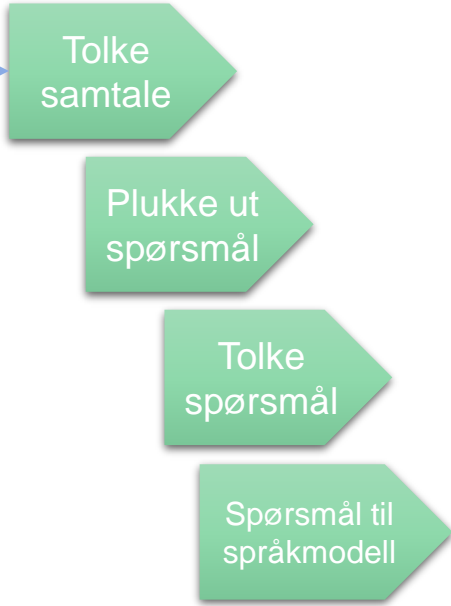 Tolke
samtale
Plukke ut
spørsmål
Tolke
spørsmål
Spørsmål til
språkmodell